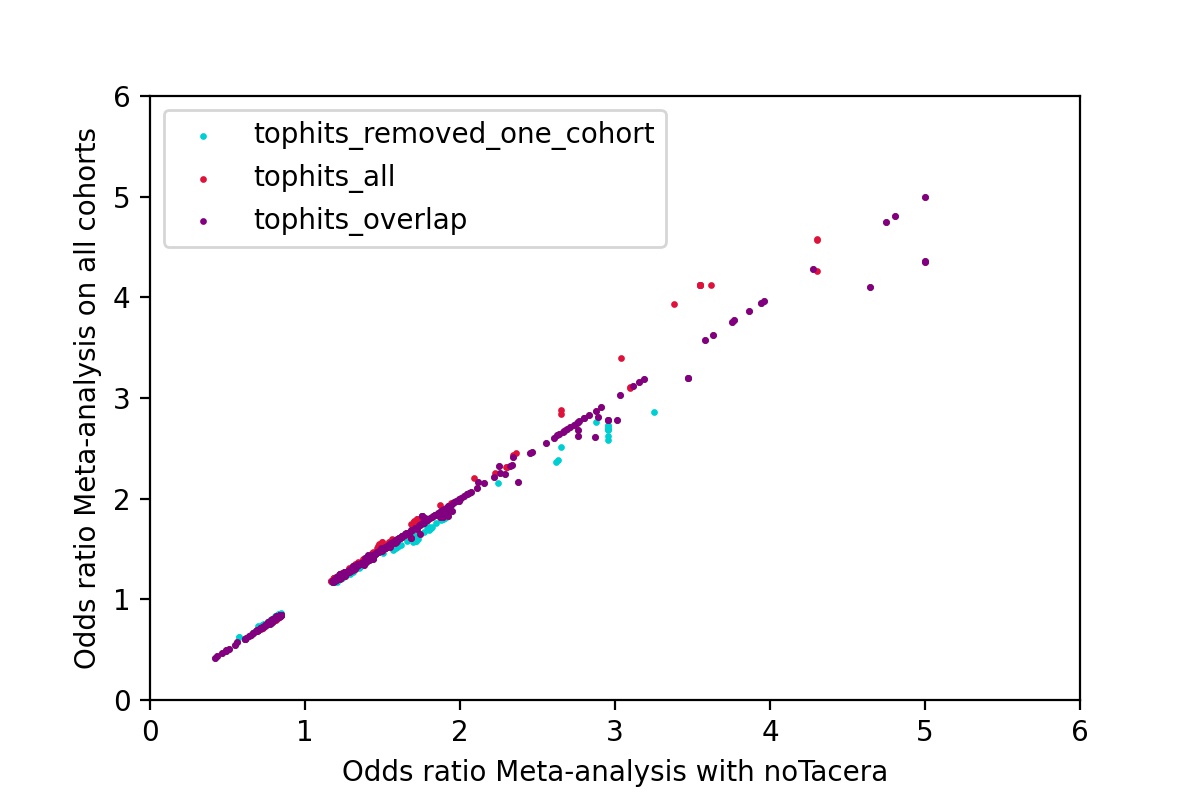 6
5
4
3
2
1
0
Odds ratio Meta-analysis on all cohorts
tophits_removed_one_cohort
tophits_all
tophits_overlap
0 1 2 3 4 5 6
Odds ratio Meta-analysis with noTacera